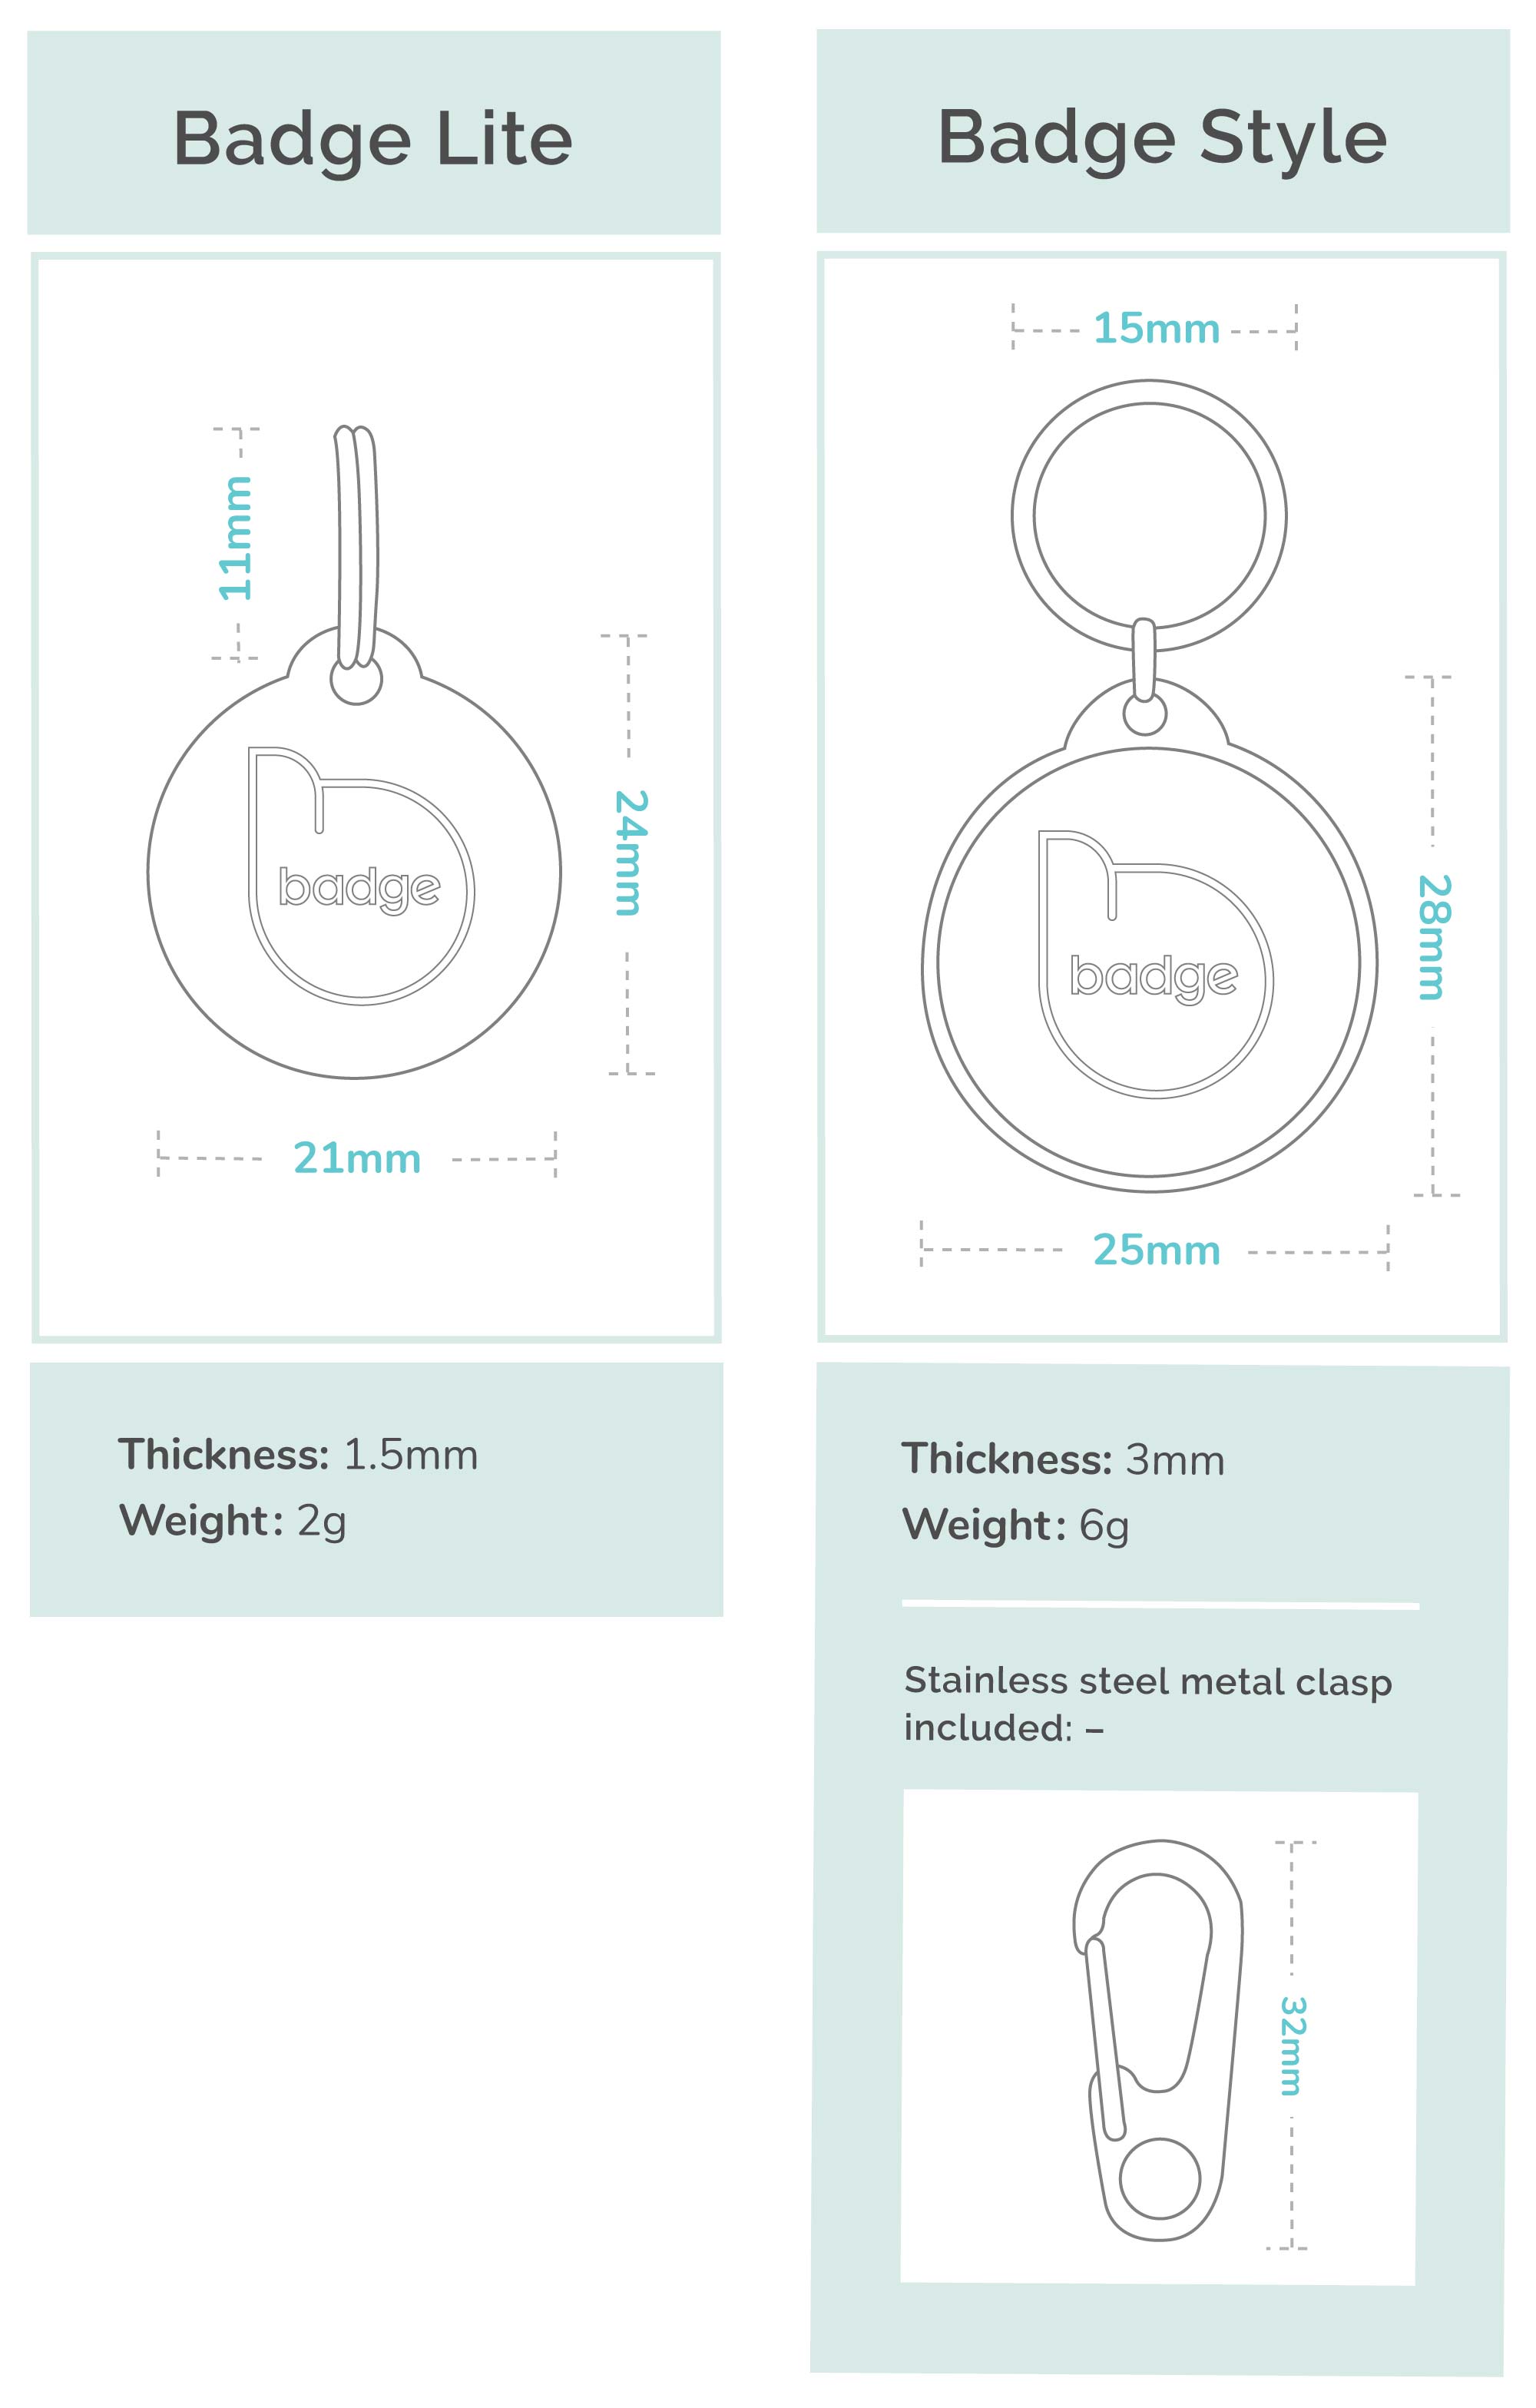 Badge Lite
11mm
24mm
badge
21mm
Thickness: 1.5mm
Weight: 2g
Badge Style
15mm
28mm
badge
25mm
Thickness: 3mm
Weight: 6g
Stainless steel metal clasp
included: –
32mm